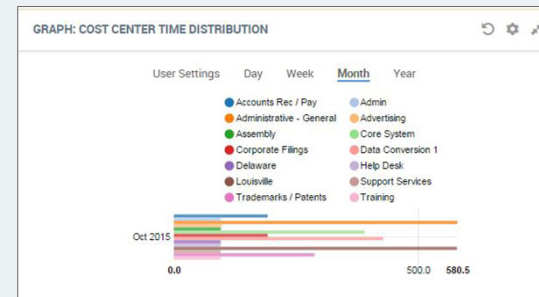 GRAPH: COST CENTER TIME DISTRIBUTION
User Settings Day Week Month Year
Accounts Rec / Pay Admin
Administrative - General Advertising
Assembly Core System
Corporate Filings Data Conversion 1
Delaware Help Desk
Louisville Support Services
Trademarks / Patents Training
Oct 2015
0.0 500.0 580.5